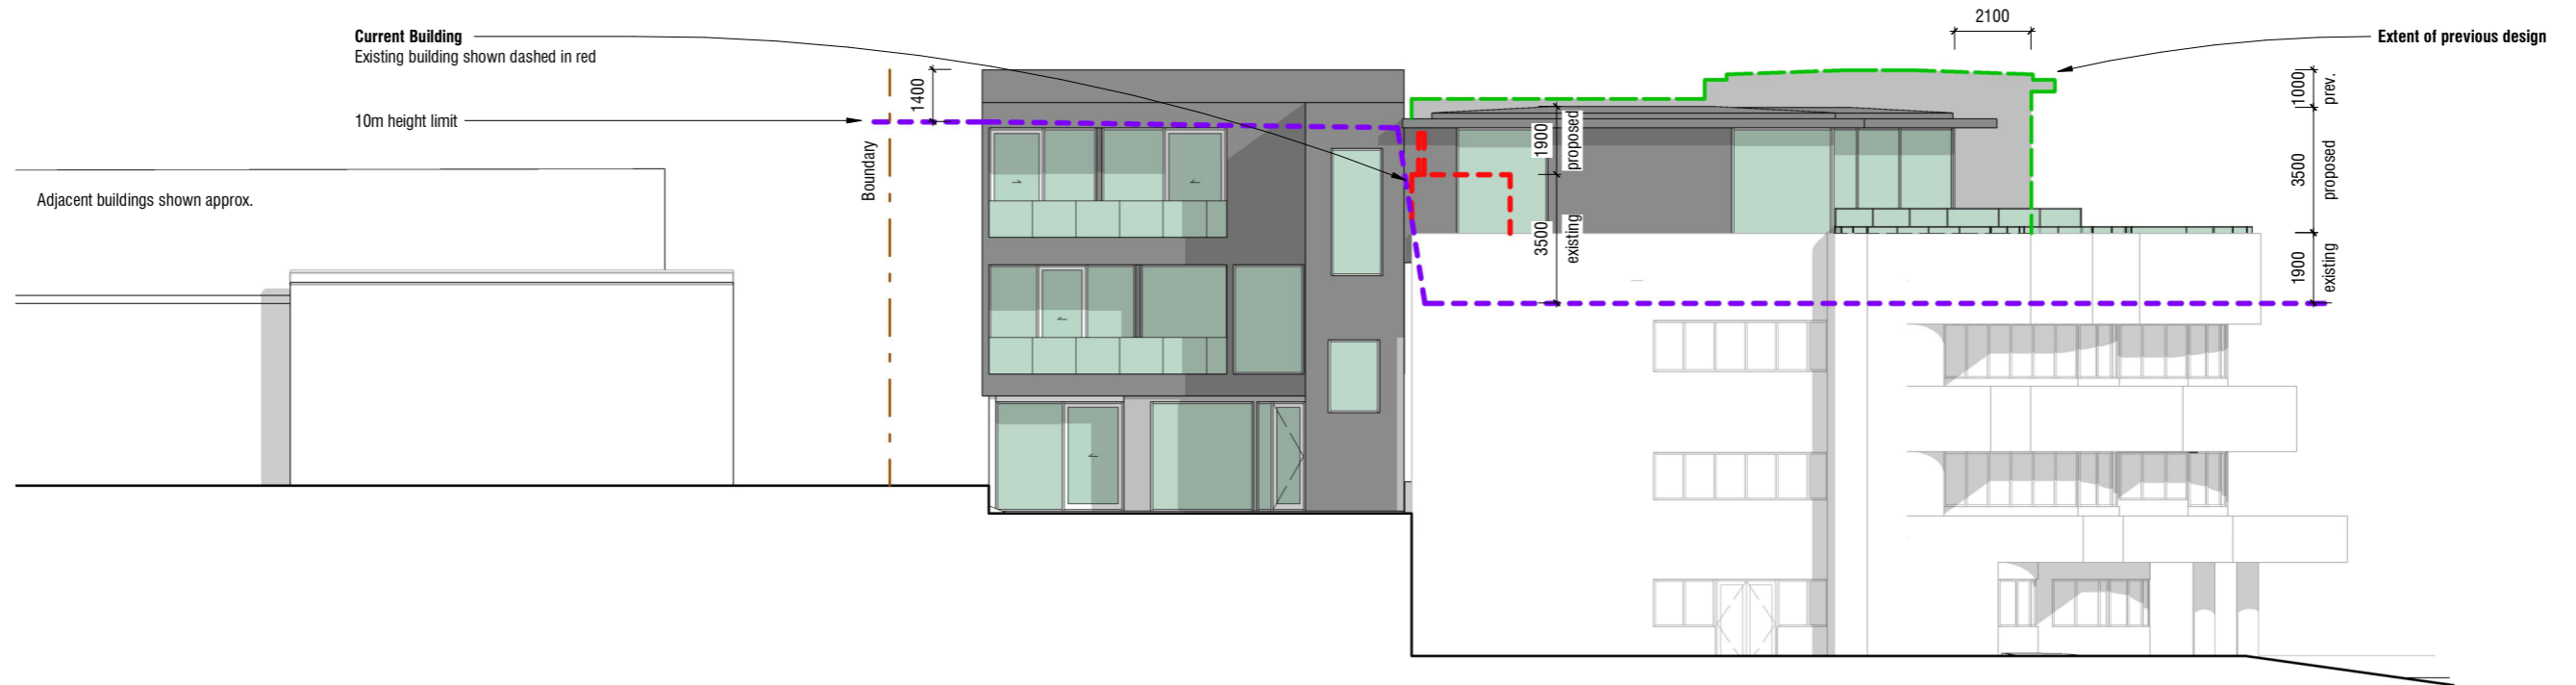 2100
Current Building
Existing building shown dashed in red
Extent of previous design
1400
1000
prev.
10m height limit
1900
proposed
3500
proposed
Boundary
Adjacent buildings shown approx.
3500
existing
1900
existing